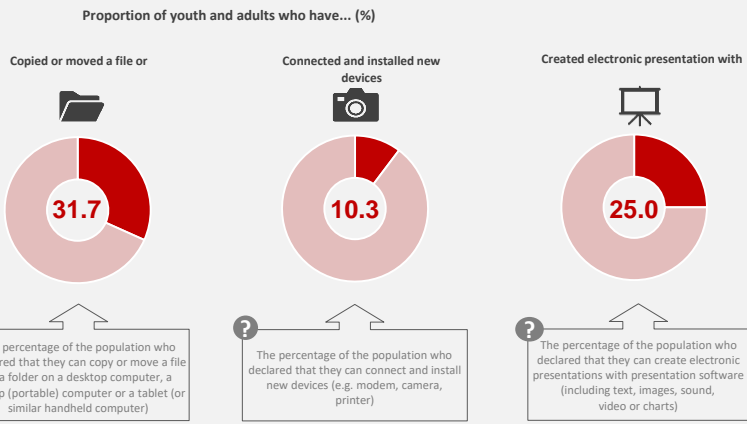 Proportion of youth and adults who have... (%)
Copied or moved a file or
31.7
percentage of the population who
red that they can copy or move a file
a folder on a desktop computer, a
p (portable) computer or a tablet (or
similar handheld computer)
Connected and installed new
devices
10.3
?
The percentage of the population who
declared that they can connect and install
new devices (e.g. modem, camera,
printer)
Created electronic presentation with
25.0
?
The percentage of the population who
declared that they can create electronic
presentations with presentation software
(including text, images, sound,
video or charts)